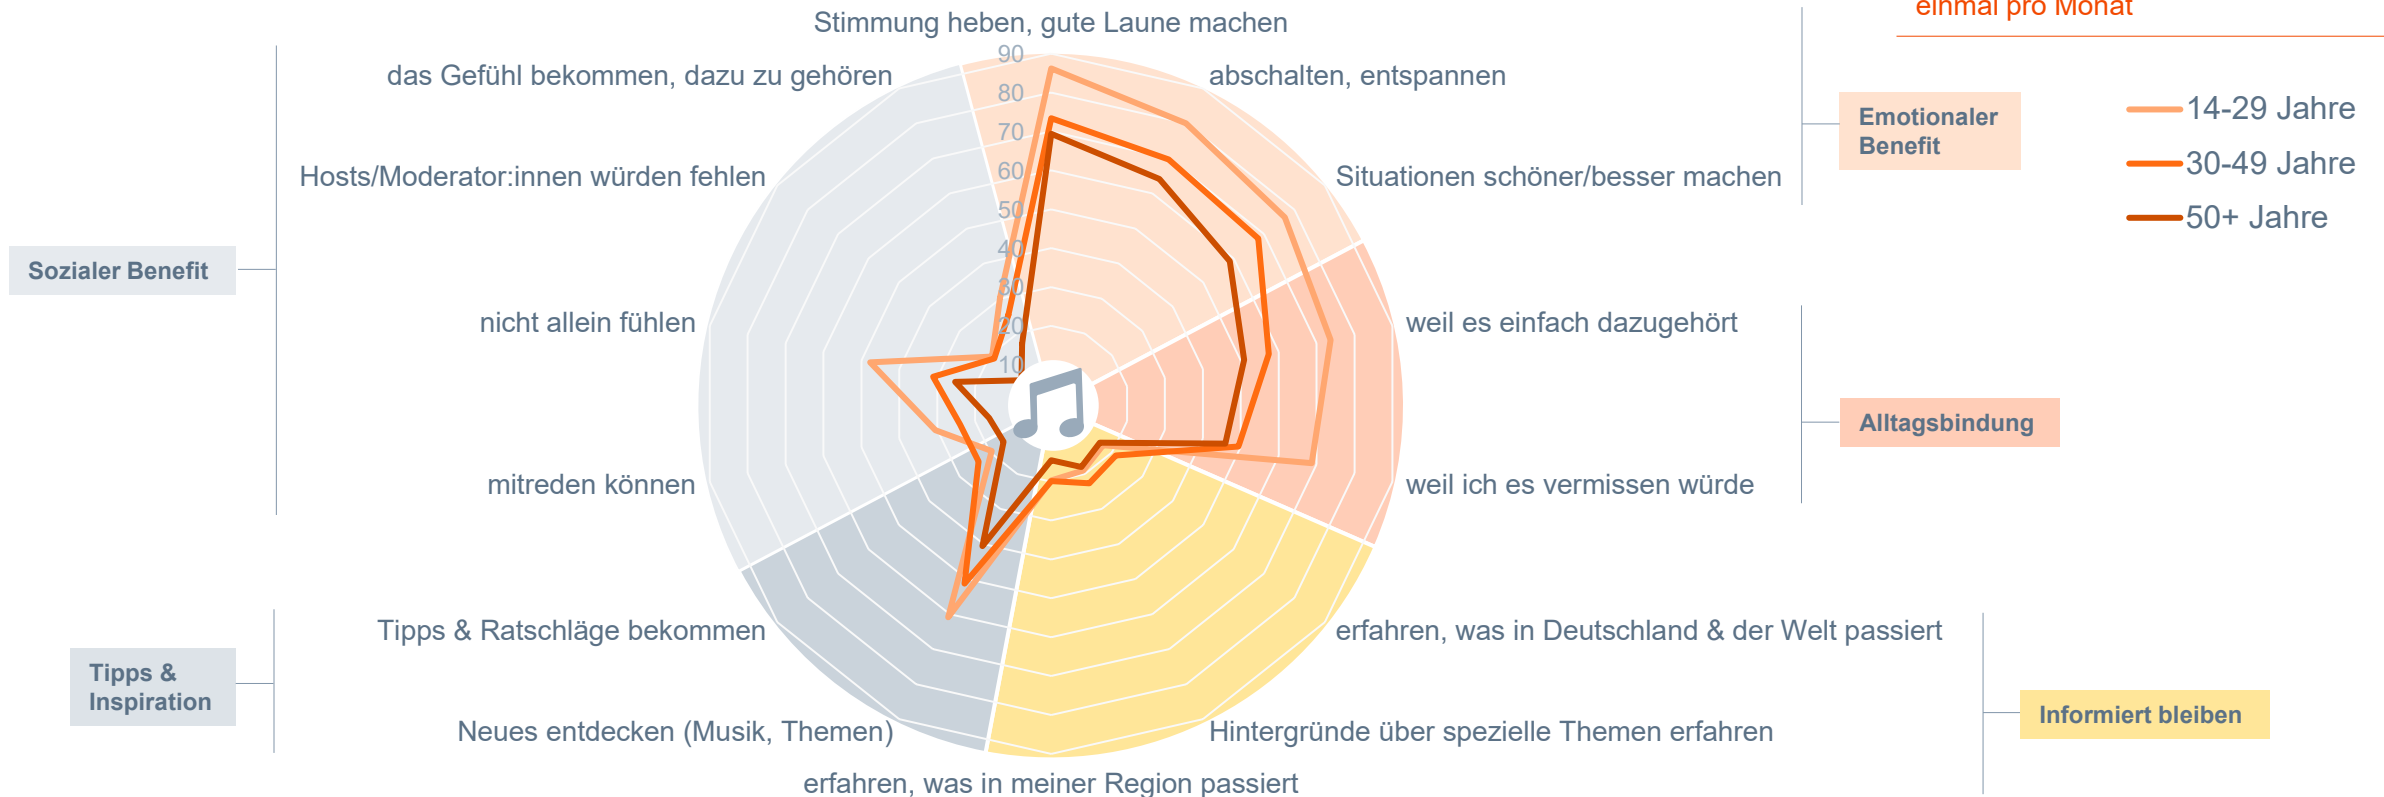 einmal pro Monat
Stimmung heben, gute Laune machen
das Gefühl bekommen, dazu zu gehören
abschalten, entspannen
Hosts/Moderator:innen würden fehlen
Situationen schöner/besser machen
nicht allein fühlen
weil es einfach dazugehört
mitreden können
weil ich es vermissen würde
Tipps & Ratschläge bekommen
erfahren, was in Deutschland & der Welt passiert
Neues entdecken (Musik, Themen)
Hintergründe über spezielle Themen erfahren
erfahren, was in meiner Region passiert
90
80
70
60
50
40
30
20
10
Emotionaler
Benefit
14-29 Jahre
30-49 Jahre
50+ Jahre
Sozialer Benefit
Alltagsbindung
Tipps &
Inspiration
Informiert bleiben